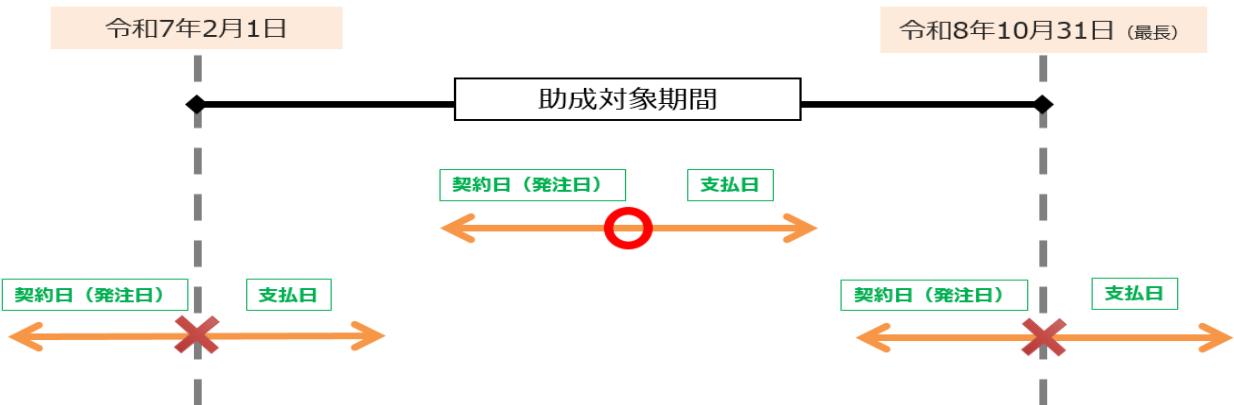 令和7年2月1日
令和8年10月31日（最長）
助成対象期間
契約日（発注日）
支払日
契約日（発注日）
支払日
契約日（発注日）
支払日